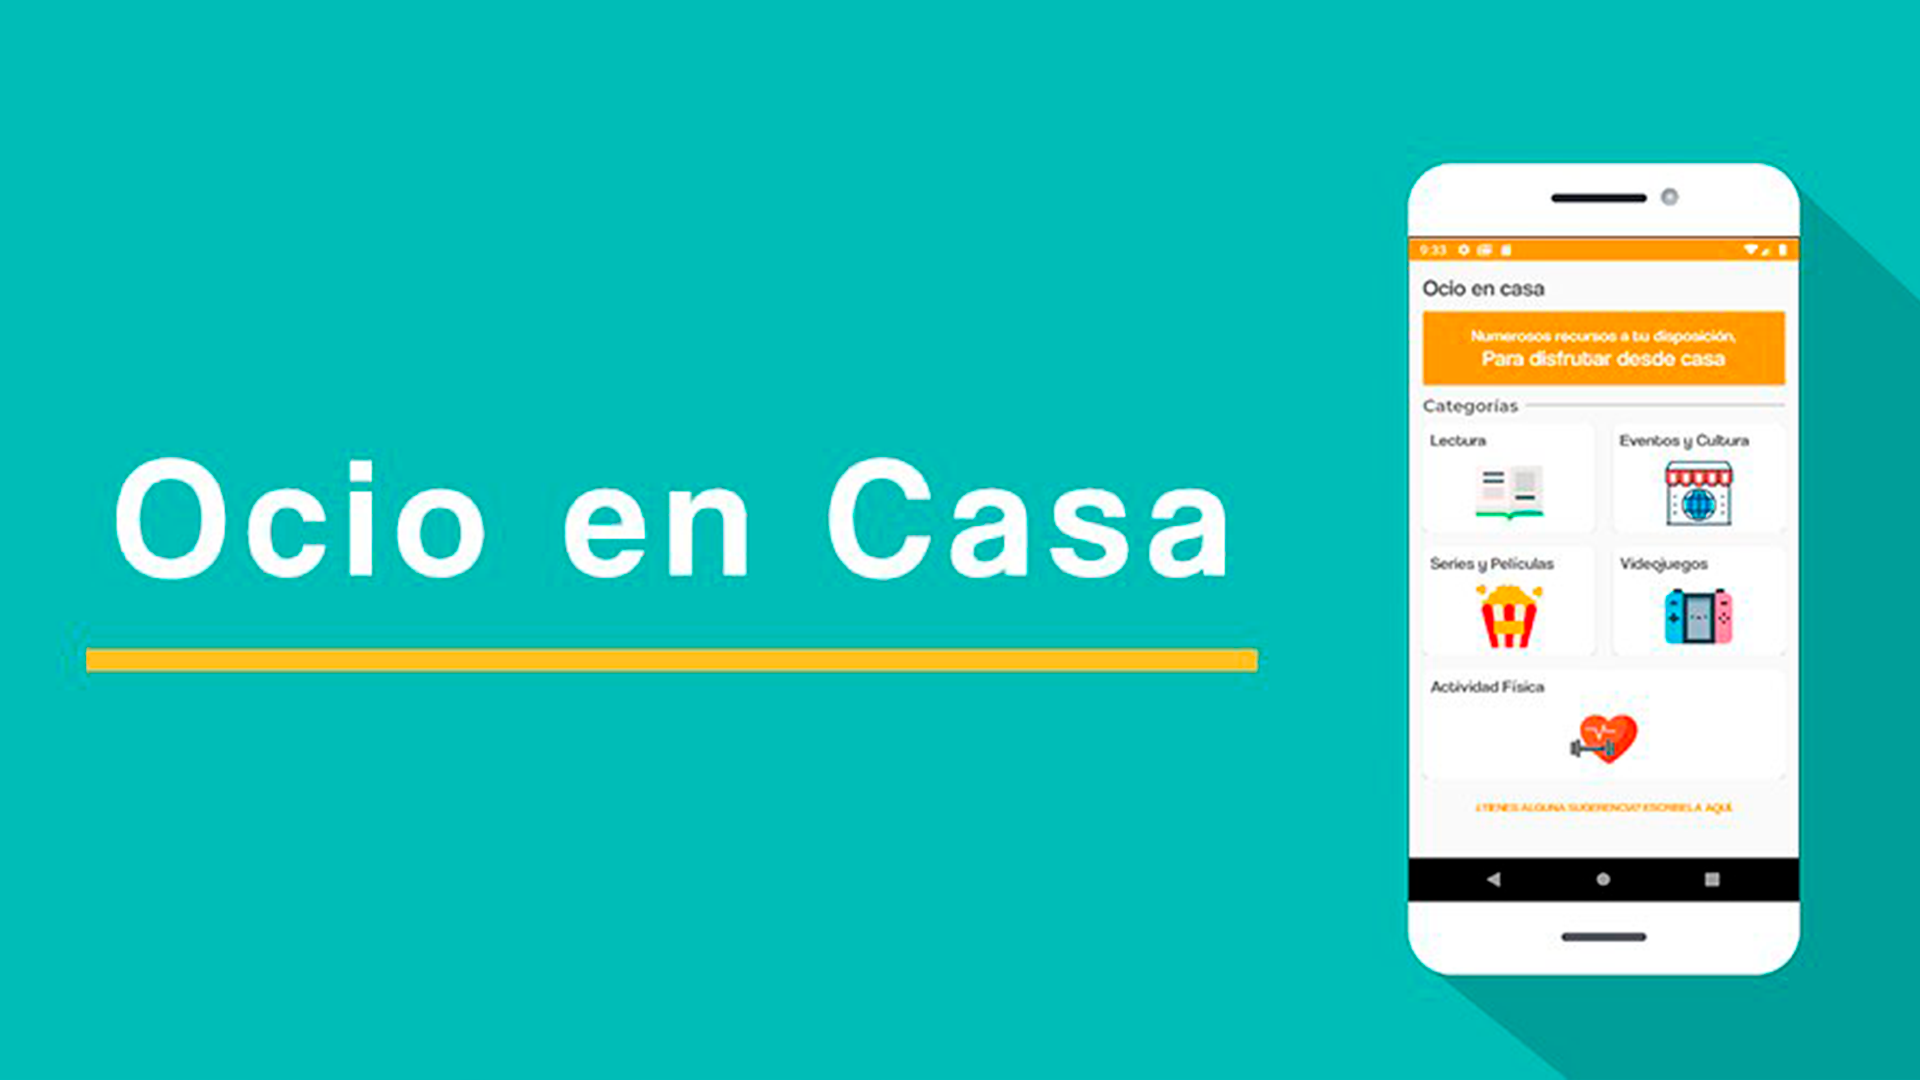 Ocio en Casa
9:33
Ocio en casa
Numerosos recursos a tu disposición,
Para disfrutar desde casa
Categorías
Lectura
Eventos y Cultura
Series y Películas
Videojuegos
Actividad Física
¿TIENES ALGUNA SUGERENCIA? ESCRIBELA AQUÍ